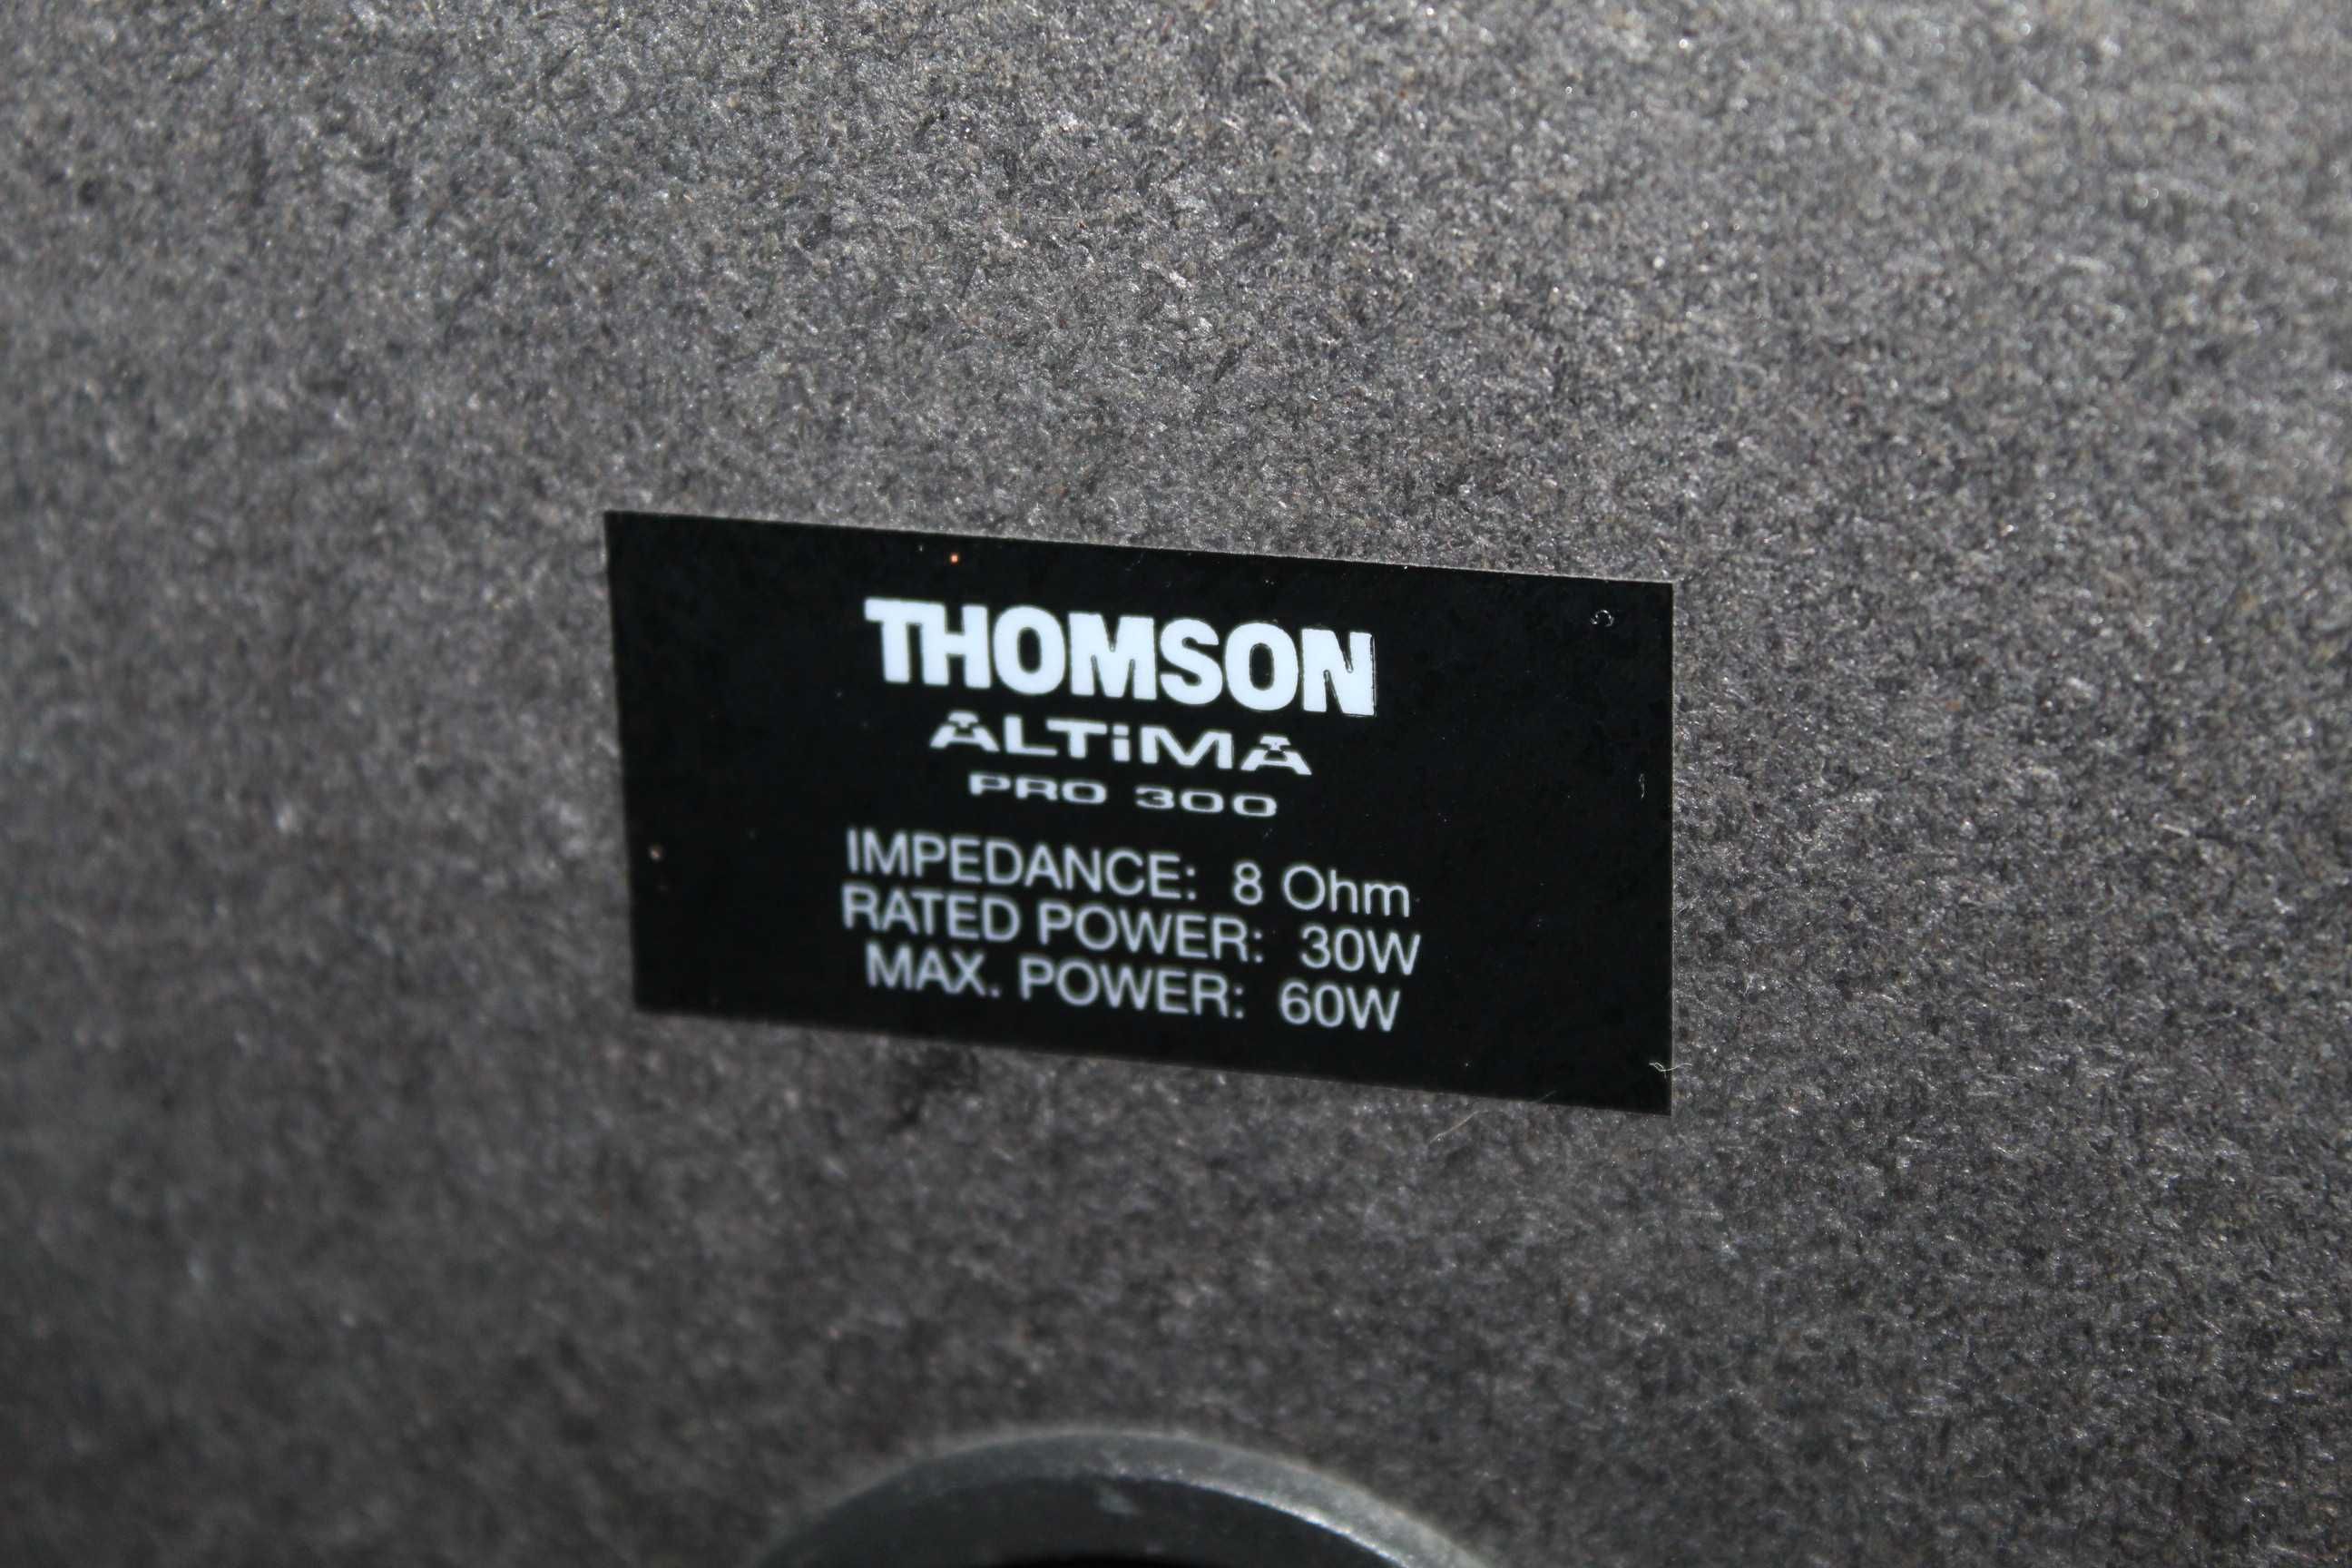 THOMSON
ALTiMA
PRO 300
IMPEDANCE: 8 Ohm
RATED POWER: 30W
MAX. POWER: 60W